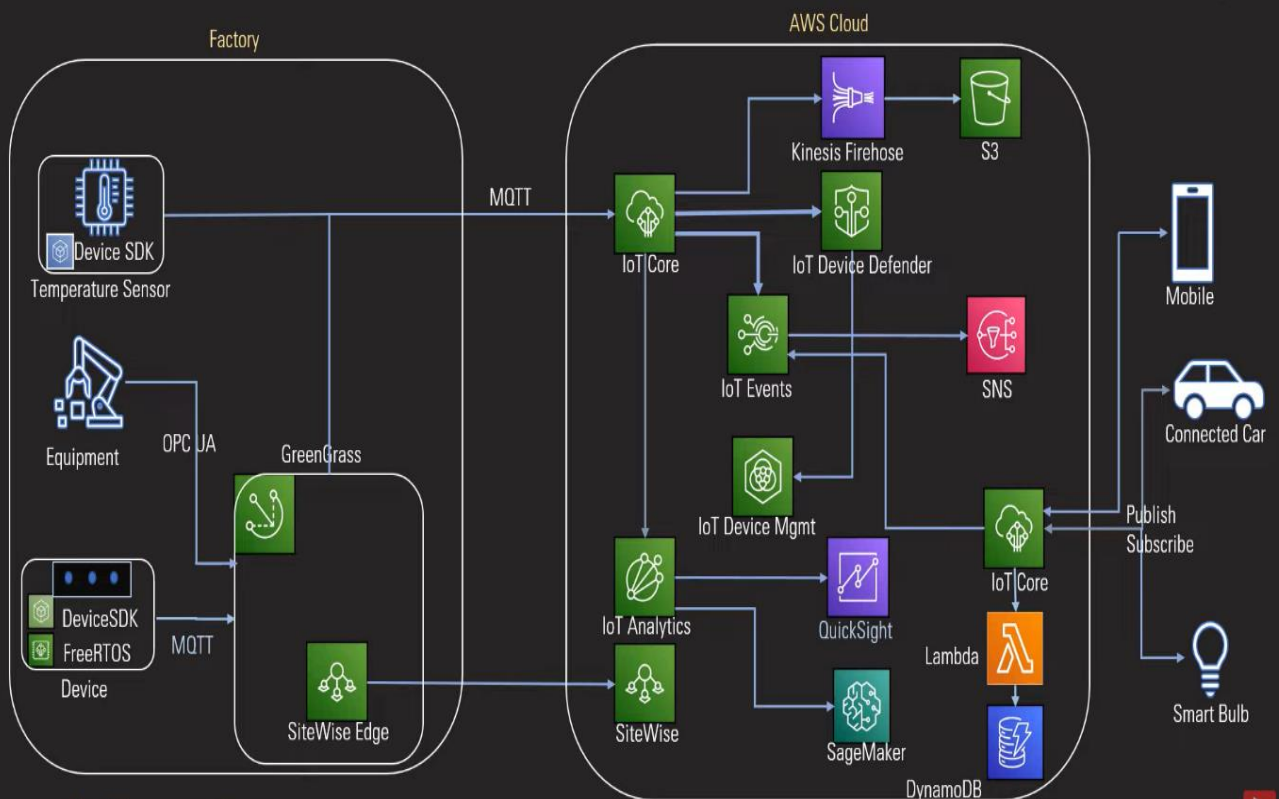 Factory
AWS Cloud
Kinesis Firehose
S3
MQTT
Device SDK
Temperature Sensor
IoT Core
IoT Device Defender
Mobile
IoT Events
SNS
Connected Car
Equipment
OPC UA
GreenGrass
IoT Device Mgmt
Publish
Subscribe
IoT Core
DeviceSDK
FreeRTOS
MQTT
Device
IoT Analytics
QuickSight
Lambda
SiteWise Edge
SiteWise
SageMaker
Smart Bulb
DynamoDB